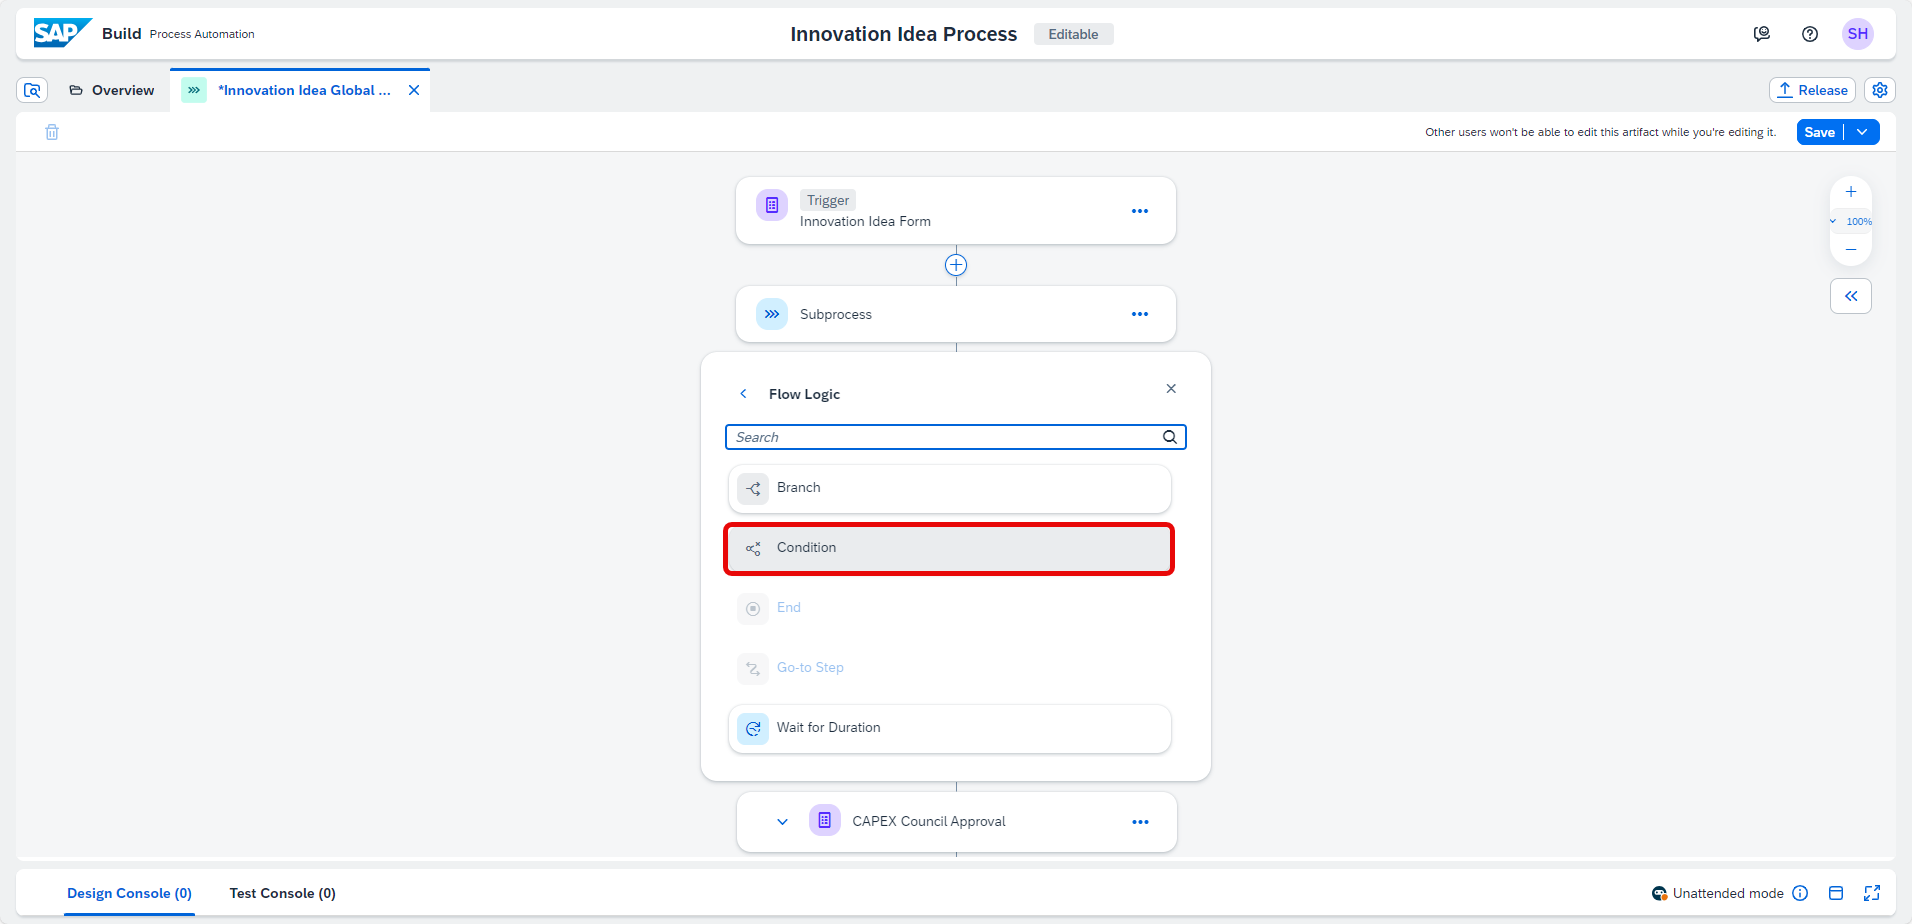 SAP Build Process Automation
Innovation Idea Process Editable
SH
Overview
*Innovation Idea Global ...
Release
Other users won't be able to edit this artifact while you're editing it.
Save
Trigger
Innovation Idea Form
100%
Subprocess
Flow Logic
Search
Branch
Condition
End
Go-to Step
Wait for Duration
CAPEX Council Approval
Design Console (0) Test Console (0)
Unattended mode